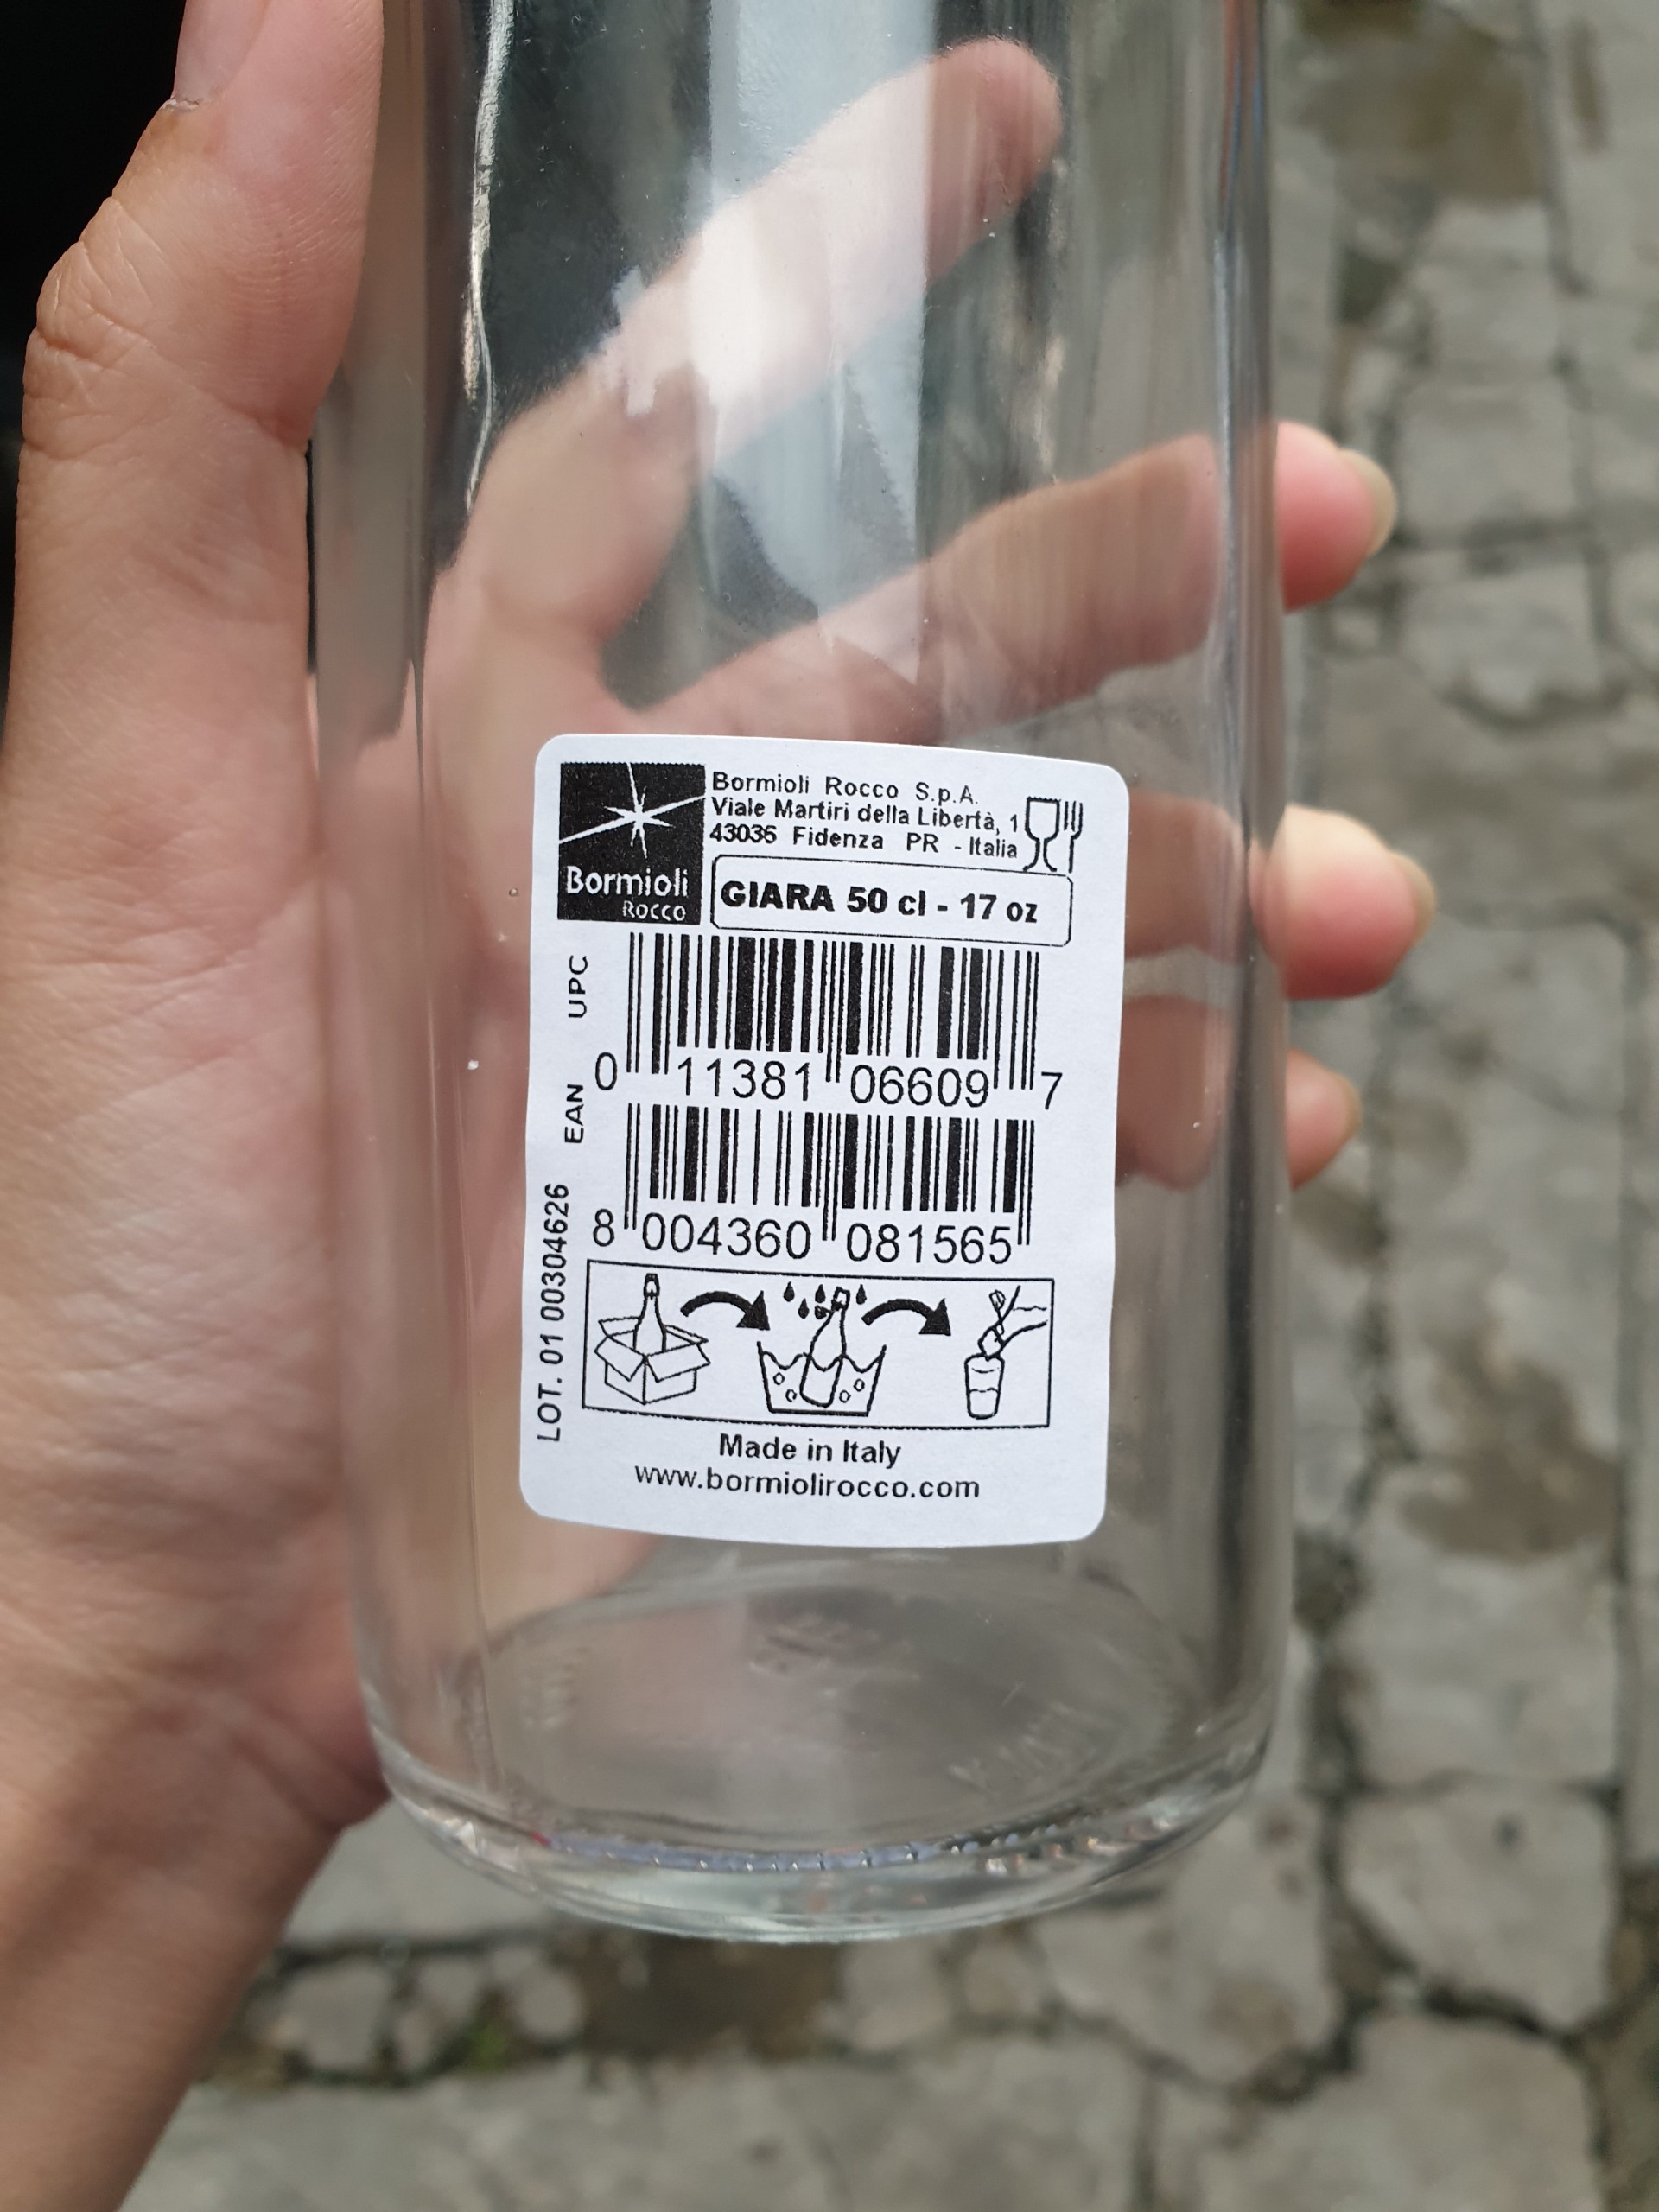 Bormioli
Rocco
Bormioli Rocco S.p.A.
Viale Martiri della Libertà, 1
43036 Fidenza PR - Italia
GIARA 50 cl - 17 oz
UPC
0 11381 06609 7
EAN
8 004360 081565
LOT. 01 00304626
Made in Italy
www.bormiolirocco.com